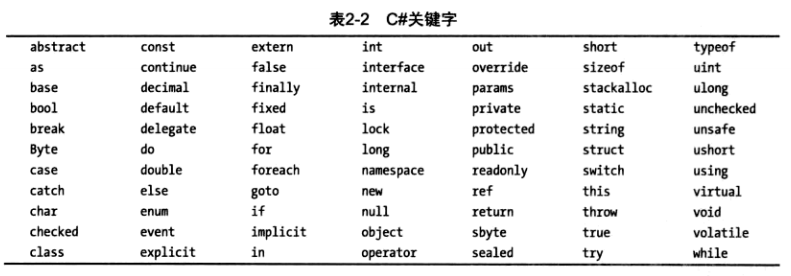 表2-2 C#关键字
abstract const extern int out short typeof
as continue false interface override sizeof uint
base decimal finally internal params stackalloc ulong
bool default fixed is private static unchecked
break delegate float lock protected string unsafe
Byte do for long public struct ushort
case double foreach namespace readonly switch using
catch else goto new ref this virtual
char enum if null return throw void
checked event implicit object sbyte true volatile
class explicit in operator sealed try while